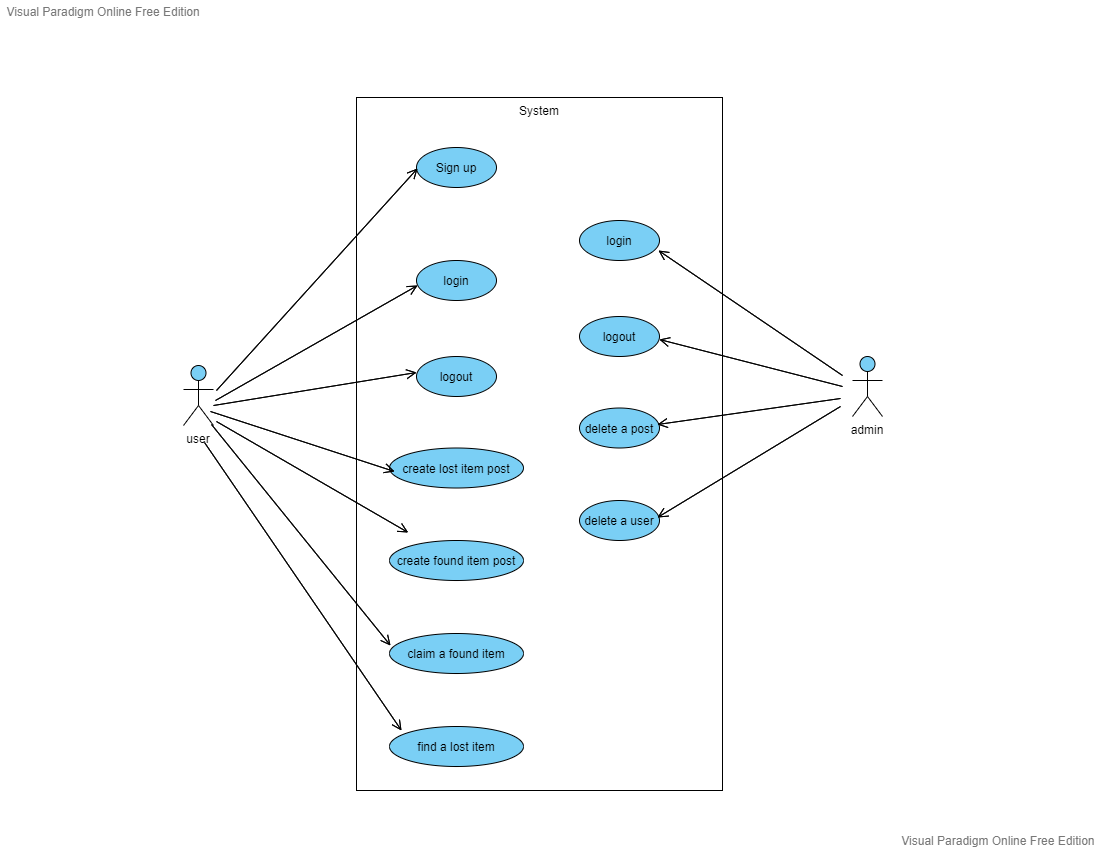 Visual Paradigm Online Free Edition
System
Sign up
login
login
logout
logout
user
admin
delete a post
create lost item post
delete a user
create found item post
claim a found item
find a lost item
Visual Paradigm Online Free Edition